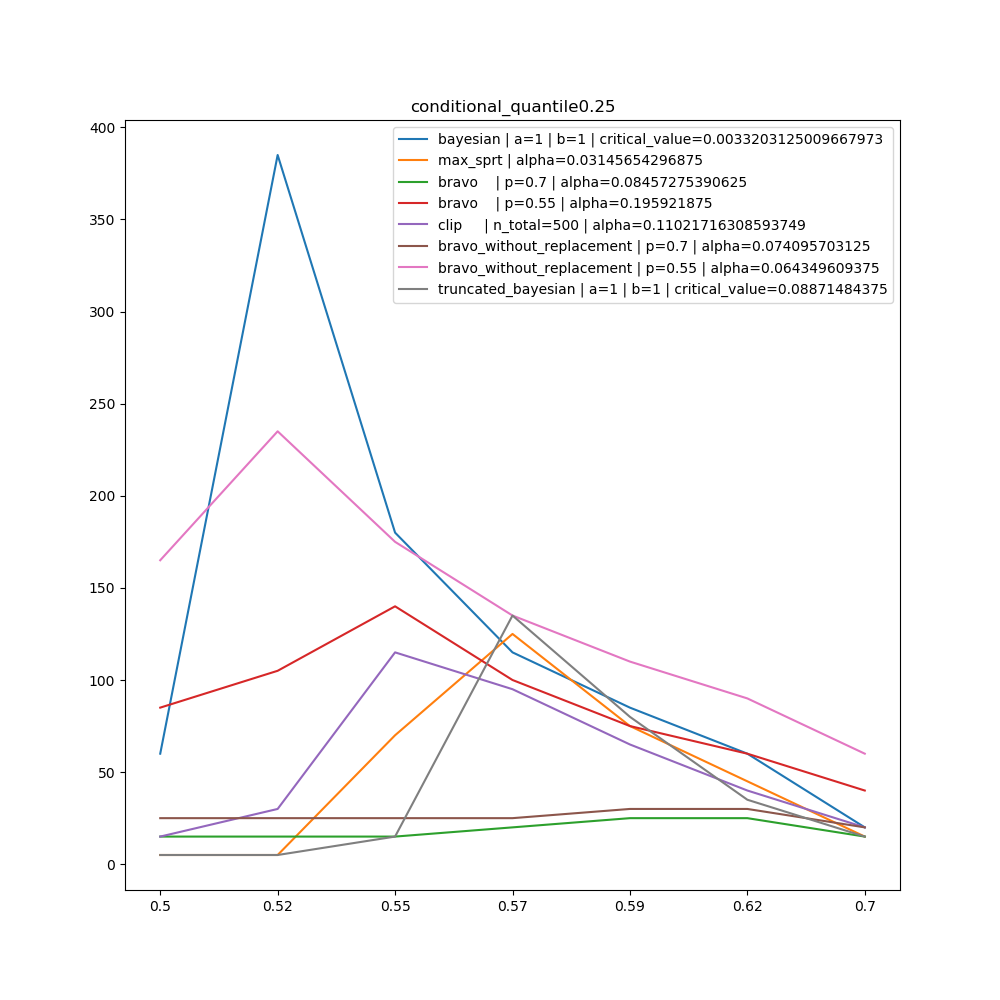 conditional_quantile0.25
400
350
300
250
200
150
100
50
0
bayesian | a=1 | b=1 | critical_value=0.0033203125009667973
max_sprt | alpha=0.03145654296875
bravo    | p=0.7 | alpha=0.08457275390625
bravo    | p=0.55 | alpha=0.195921875
clip     | n_total=500 | alpha=0.11021716308593749
bravo_without_replacement | p=0.7 | alpha=0.074095703125
bravo_without_replacement | p=0.55 | alpha=0.064349609375
truncated_bayesian | a=1 | b=1 | critical_value=0.08871484375
0.5 0.52 0.55 0.57 0.59 0.62 0.7